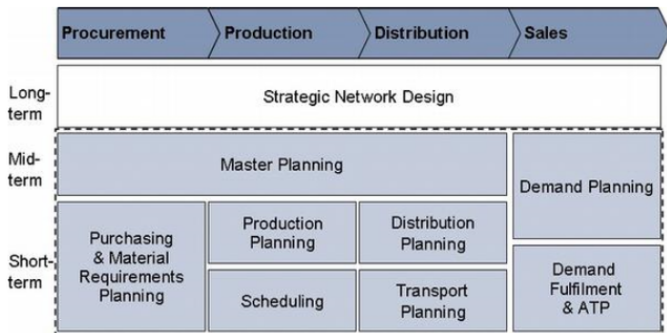 Procurement
Production
Distribution
Sales
Long-
term
Strategic Network Design
Mid-
term
Master Planning
Demand Planning
Short-
term
Purchasing
& Material
Requirements
Planning
Production
Planning
Distribution
Planning
Scheduling
Transport
Planning
Demand
Fulfilment
& ATP